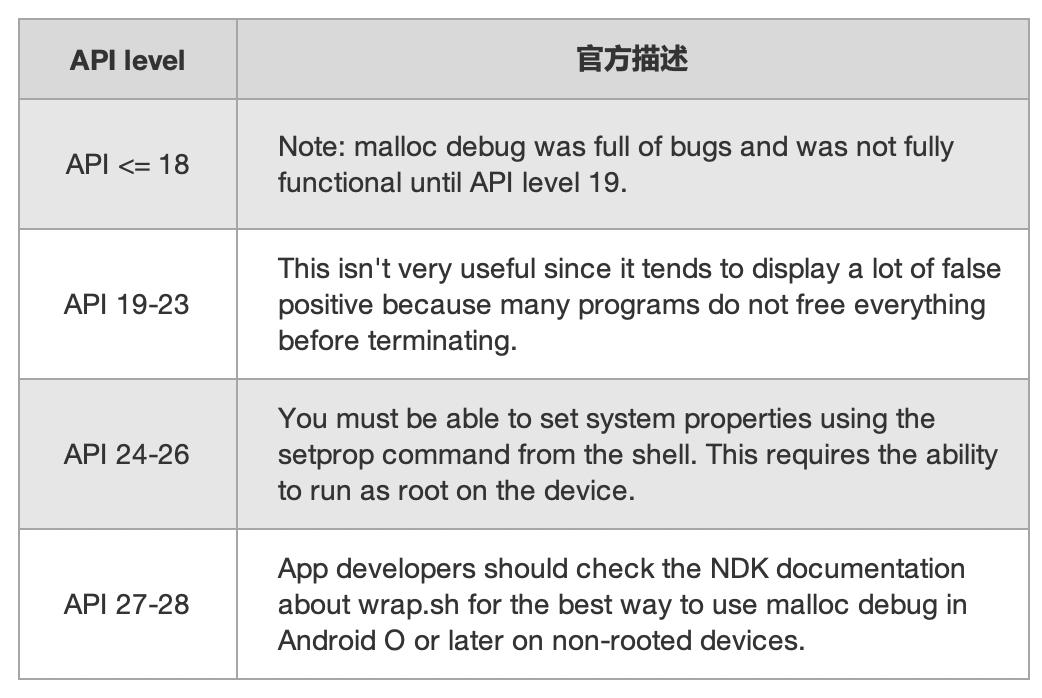 API level
官方描述
API <= 18
Note: malloc debug was full of bugs and was not fully
functional until API level 19.
API 19-23
This isn't very useful since it tends to display a lot of false
positive because many programs do not free everything
before terminating.
API 24-26
You must be able to set system properties using the
setprop command from the shell. This requires the ability
to run as root on the device.
API 27-28
App developers should check the NDK documentation
about wrap.sh for the best way to use malloc debug in
Android O or later on non-rooted devices.